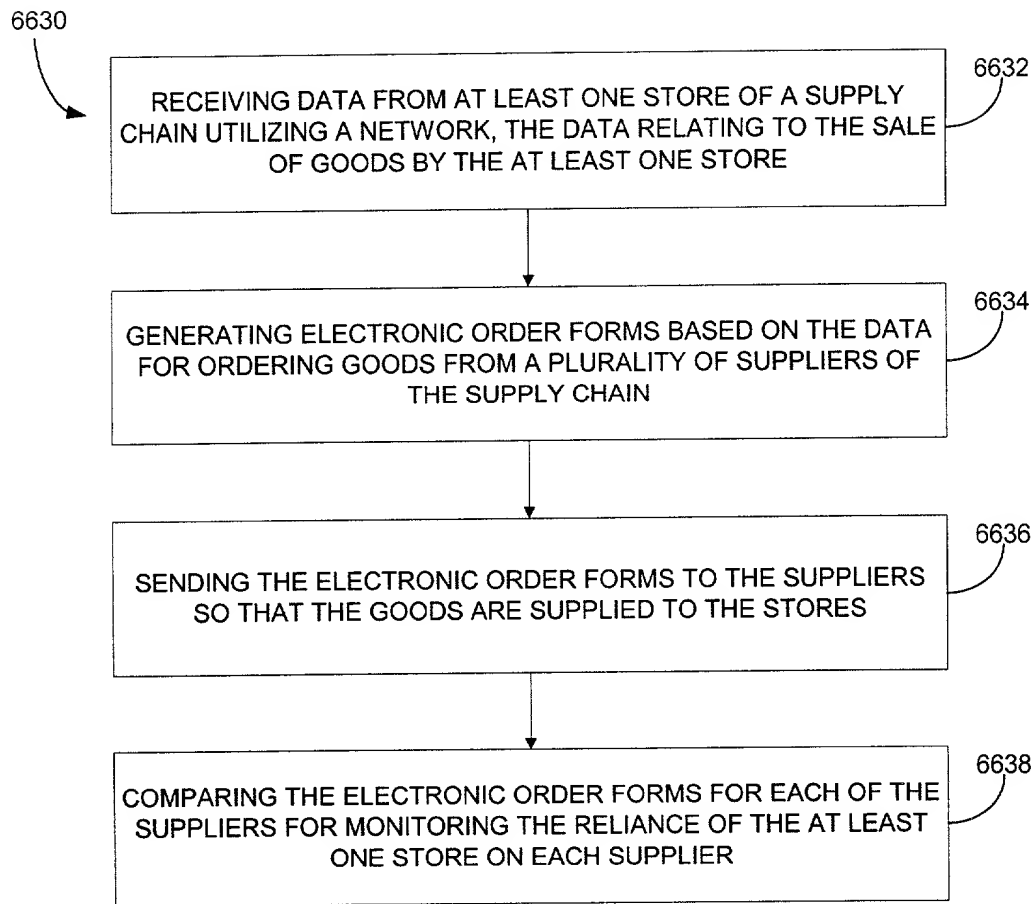 6630
6632
RECEIVING DATA FROM AT LEAST ONE STORE OF A SUPPLY
CHAIN UTILIZING A NETWORK, THE DATA RELATING TO THE SALE
OF GOODS BY THE AT LEAST ONE STORE
6634
GENERATING ELECTRONIC ORDER FORMS BASED ON THE DATA
FOR ORDERING GOODS FROM A PLURALITY OF SUPPLIERS OF
THE SUPPLY CHAIN
6636
SENDING THE ELECTRONIC ORDER FORMS TO THE SUPPLIERS
SO THAT THE GOODS ARE SUPPLIED TO THE STORES
6638
COMPARING THE ELECTRONIC ORDER FORMS FOR EACH OF THE
SUPPLIERS FOR MONITORING THE RELIANCE OF THE AT LEAST
ONE STORE ON EACH SUPPLIER